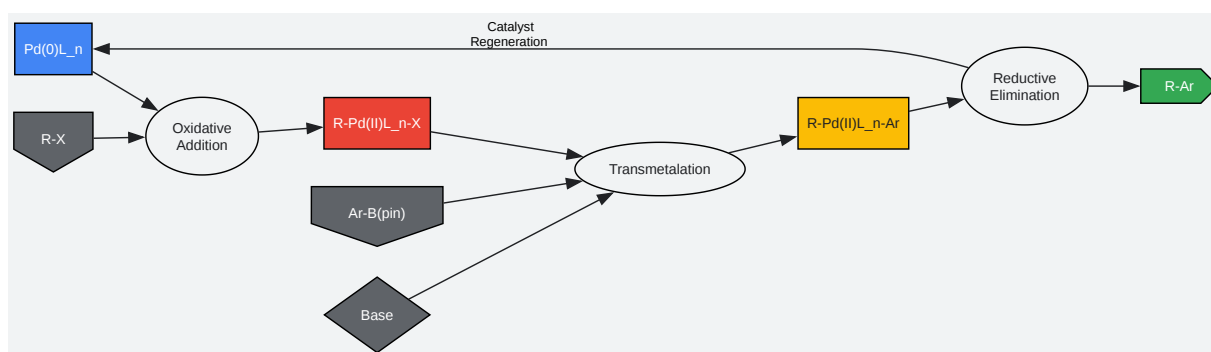 Catalyst
Regeneration
Pd(0)L_n
R-X
Oxidative
Addition
R-Pd(II)L_n-X
Ar-B(pin)
Base
Transmetalation
R-Pd(II)L_n-Ar
Reductive
Elimination
R-Ar